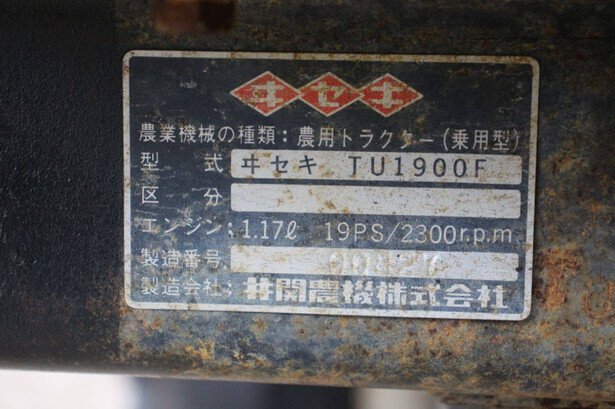 ヰセキ
農業機械の種類：農用トラクター（乗用型）
型式 ヰセキ TU1900F
区分
エンジン：1.17ℓ 19PS/2300r.p.m
製造番号
製造会社：井関農機株式会社